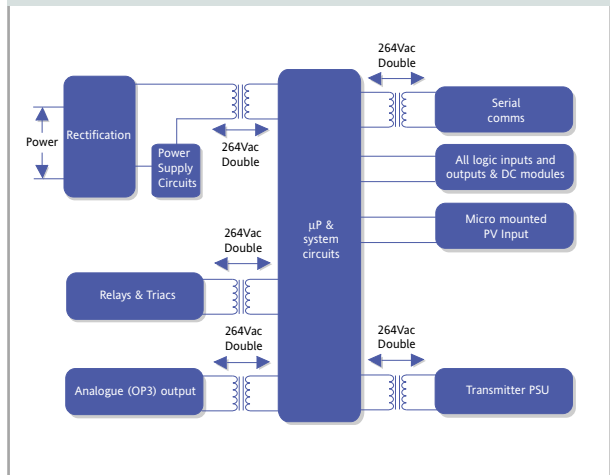 264Vac
Double
Serial
comms
Rectification
Power
264Vac
Double
Power
Supply
Circuits
All logic inputs and
outputs & DC modules
Micro mounted
PV Input
µP &
system
circuits
264Vac
Double
Relays & Triacs
264Vac
Double
Analogue (OP3) output
264Vac
Double
Transmitter PSU